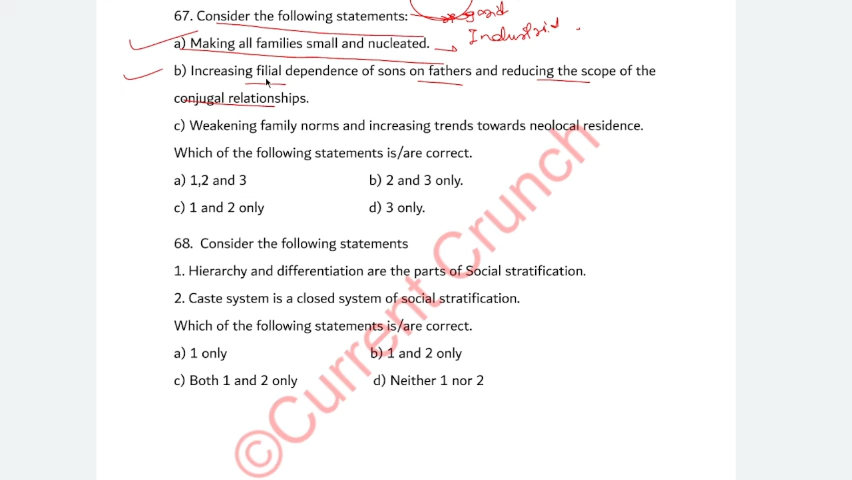 67. Consider the following statements:
a) Making all families small and nucleated.
b) Increasing filial dependence of sons on fathers and reducing the scope of the
conjugal relationships.
c) Weakening family norms and increasing trends towards neolocal residence.
Which of the following statements is/are correct.
a) 1,2 and 3 b) 2 and 3 only.
c) 1 and 2 only d) 3 only.
68. Consider the following statements
1. Hierarchy and differentiation are the parts of Social stratification.
2. Caste system is a closed system of social stratification.
Which of the following statements is/are correct.
a) 1 only b) 1 and 2 only
c) Both 1 and 2 only d) Neither 1 nor 2
©Current Crunch